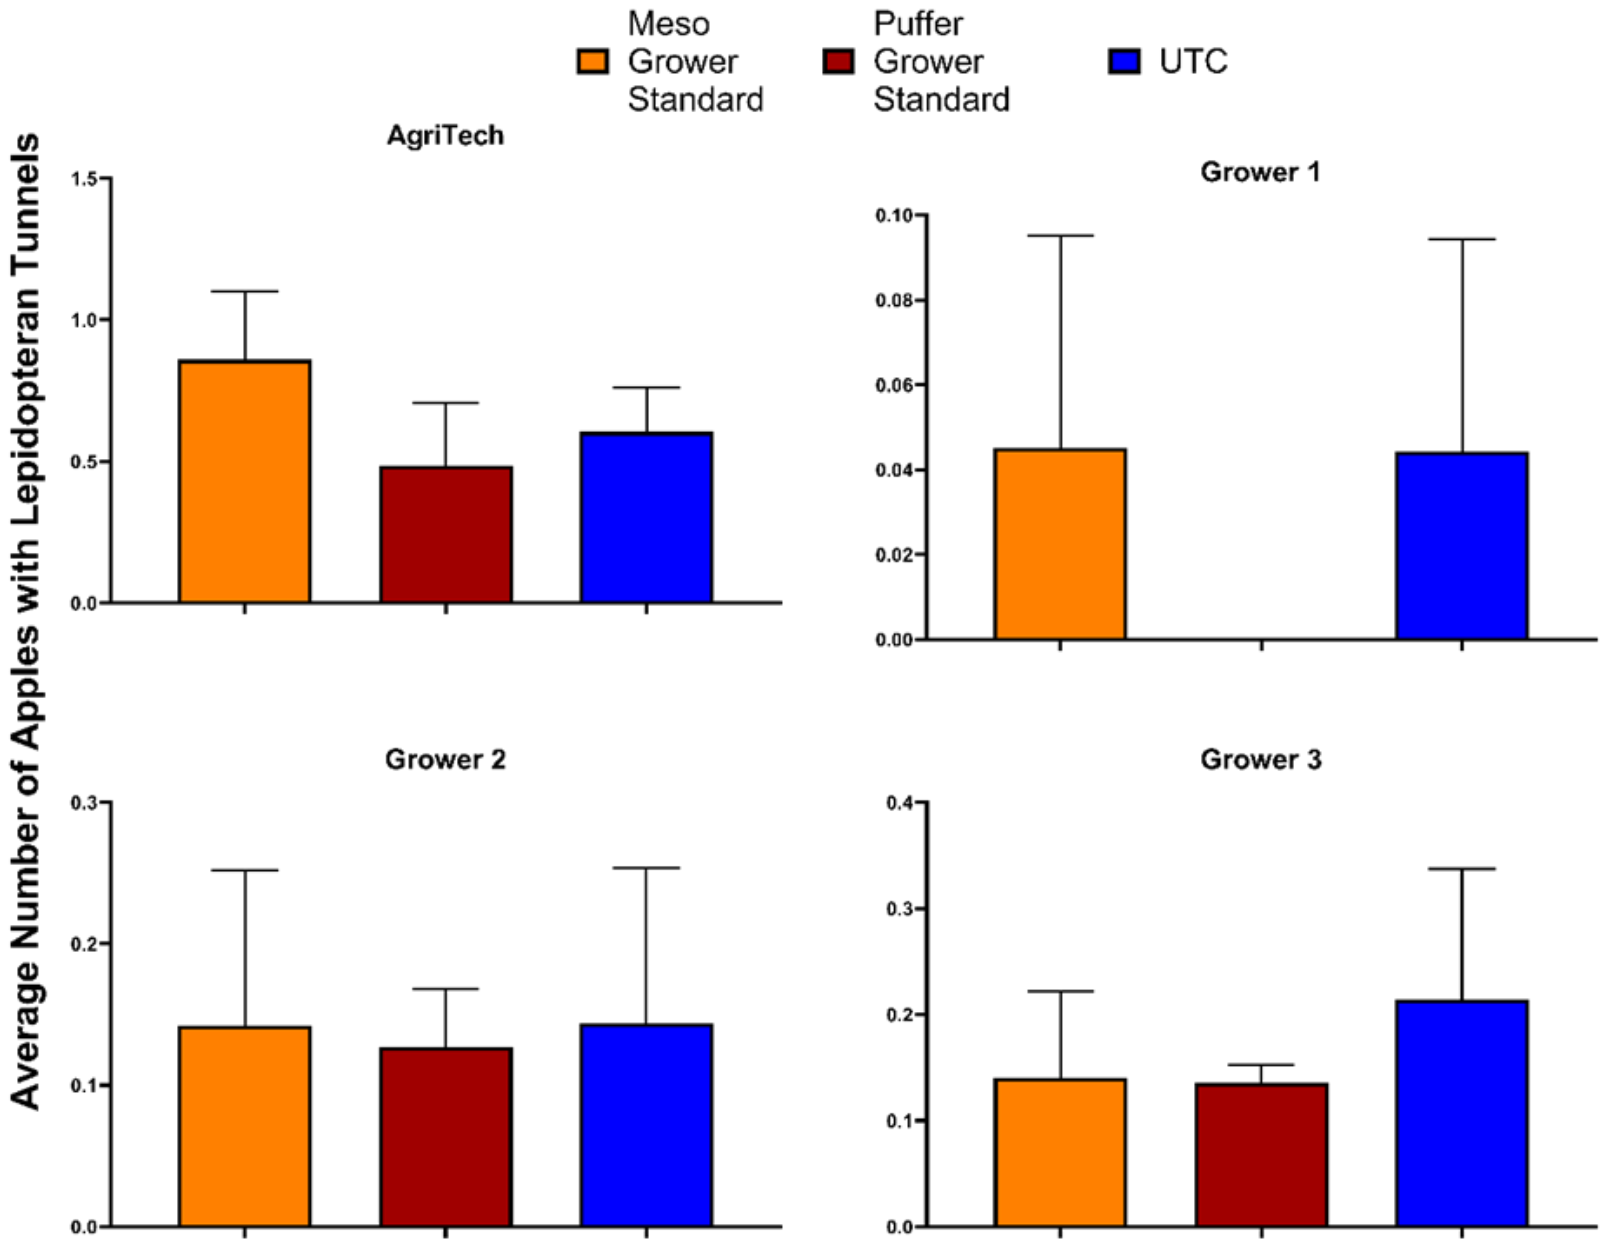 Meso
Grower
Standard
Puffer
Grower
Standard
UTC
Average Number of Apples with Lepidopteran Tunnels
AgriTech
1.5
1.0
0.5
0.0
Grower 1
0.10
0.08
0.06
0.04
0.02
0.00
Grower 2
0.3
0.2
0.1
0.0
Grower 3
0.4
0.3
0.2
0.1
0.0